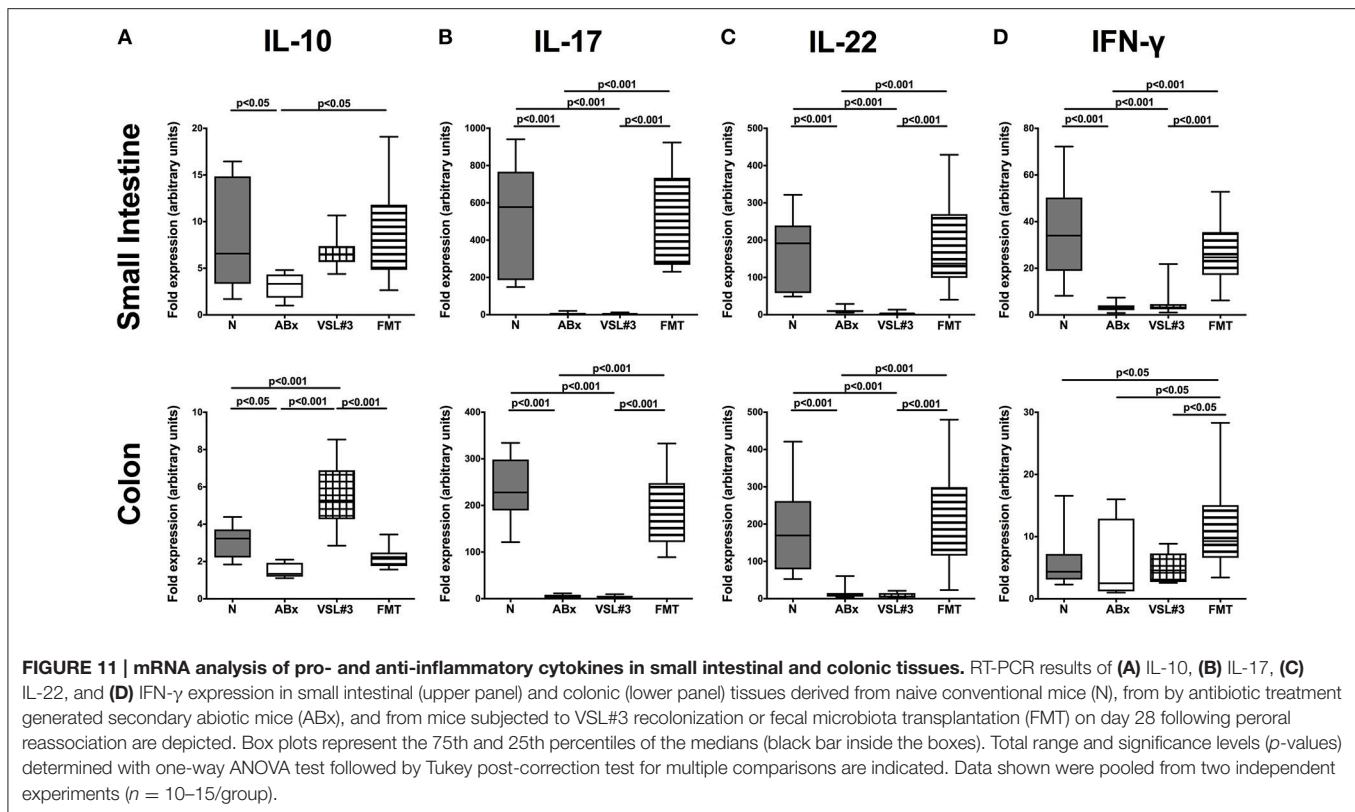 A IL-10 B IL-17 C IL-22 D IFN-γ
Small Intestine
p<0.05 p<0.05
Fold expression (arbitrary units)
20
15
10
5
0
N ABx VSL#3 FMT
p<0.001
p<0.001
p<0.001 p<0.001
Fold expression (arbitrary units)
1000
800
600
400
200
0
N ABx VSL#3 FMT
p<0.001
p<0.001
p<0.001 p<0.001
Fold expression (arbitrary units)
500
400
300
200
100
0
N ABx VSL#3 FMT
p<0.001
p<0.001
p<0.001 p<0.001
Fold expression (arbitrary units)
80
60
40
20
0
N ABx VSL#3 FMT
Colon
p<0.001
p<0.05 p<0.001 p<0.001
Fold expression (arbitrary units)
10
8
6
4
2
0
N ABx VSL#3 FMT
p<0.001
p<0.001
p<0.001 p<0.001
Fold expression (arbitrary units)
400
300
200
100
0
N ABx VSL#3 FMT
p<0.001
p<0.001
p<0.001 p<0.001
Fold expression (arbitrary units)
500
400
300
200
100
0
N ABx VSL#3 FMT
p<0.05
p<0.05
p<0.05
Fold expression (arbitrary units)
30
20
10
0
N ABx VSL#3 FMT
FIGURE 11 | mRNA analysis of pro- and anti-inflammatory cytokines in small intestinal and colonic tissues. RT-PCR results of (A) IL-10, (B) IL-17, (C)
IL-22, and (D) IFN-γ expression in small intestinal (upper panel) and colonic (lower panel) tissues derived from naive conventional mice (N), from by antibiotic treatment
generated secondary abiotic mice (ABx), and from mice subjected to VSL#3 recolonization or fecal microbiota transplantation (FMT) on day 28 following peroral
reassociation are depicted. Box plots represent the 75th and 25th percentiles of the medians (black bar inside the boxes). Total range and significance levels (p-values)
determined with one-way ANOVA test followed by Tukey post-correction test for multiple comparisons are indicated. Data shown were pooled from two independent
experiments (n = 10–15/group).